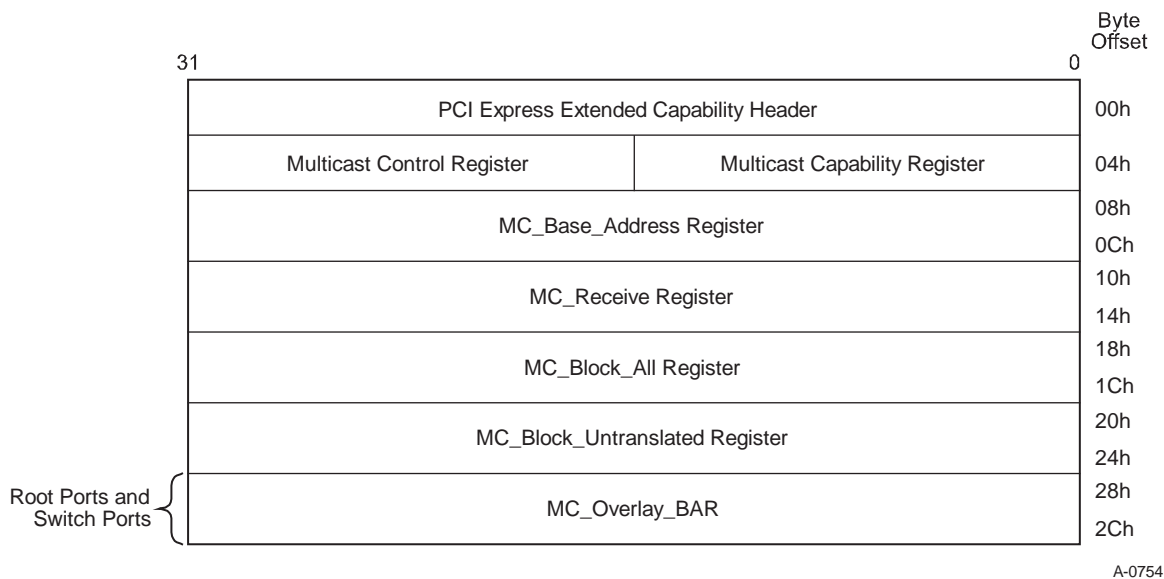 Byte
Offset
31 0
PCI Express Extended Capability Header 00h
Multicast Control Register Multicast Capability Register 04h
MC_Base_Address Register 08h
0Ch
MC_Receive Register 10h
14h
MC_Block_All Register 18h
1Ch
MC_Block_Untranslated Register 20h
24h
Root Ports and
Switch Ports
MC_Overlay_BAR 28h
2Ch
A-0754